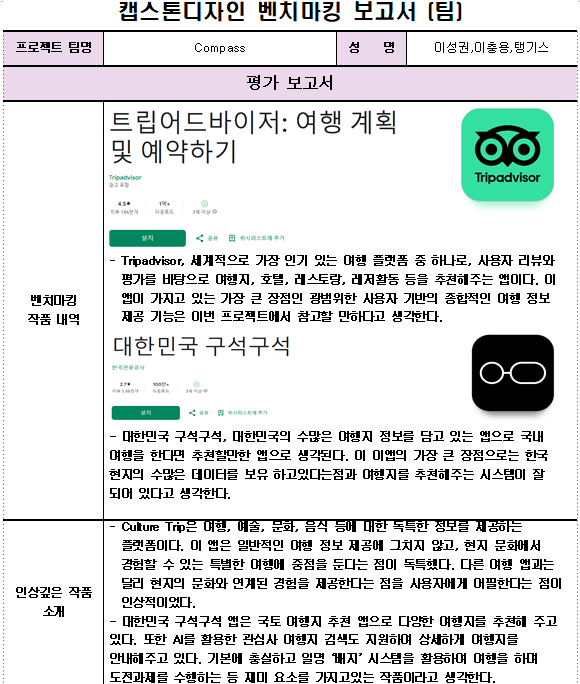 캡스톤디자인 벤치마킹 보고서 (팀)
프로젝트 팀명 Compass 성 명 이성권,이충용,탱기스
평가 보고서
벤치마킹
작품 내역
트립어드바이저: 여행 계획
및 예약하기
Tripadvisor
광고 포함
4.5★ 1억+
다운로드 3세 이상
설치 공유 위시리스트에 추가
Tripadvisor
- Tripadvisor, 세계적으로 가장 인기 있는 여행 플랫폼 중 하나로, 사용자 리뷰와
평가를 바탕으로 여행지, 호텔, 레스토랑, 레저활동 등을 추천해주는 앱이다. 이
앱이 가지고 있는 가장 큰 장점인 광범위한 사용자 기반의 종합적인 여행 정보
제공 기능은 이번 프로젝트에서 참고할 만하다고 생각한다.
대한민국 구석구석
한국관광공사
2.7★ 100만+
다운로드 3세 이상
설치 공유 위시리스트에 추가
- 대한민국 구석구석, 대한민국의 수많은 여행지 정보를 담고 있는 앱으로 국내
여행을 한다면 추천할만한 앱으로 생각된다. 이 이앱의 가장 큰 장점으로는 한국
현지의 수많은 데이터를 보유 하고있다는점과 여행지를 추천해주는 시스템이 잘
되어 있다고 생각한다.
인상깊은 작품
소개
- Culture Trip은 여행, 예술, 문화, 음식 등에 대한 독특한 정보를 제공하는
플랫폼이다. 이 앱은 일반적인 여행 정보 제공에 그치지 않고, 현지 문화에서
경험할 수 있는 특별한 여행에 중점을 둔다는 점이 독특했다. 다른 여행 앱과는
달리 현지의 문화와 연계된 경험을 제공한다는 점을 사용자에게 어필한다는 점이
인상적이었다.
- 대한민국 구석구석 앱은 국토 여행지 추천 앱으로 다양한 여행지를 추천해 주고
있다. 또한 AI를 활용한 관심사 여행지 검색도 지원하여 상세하게 여행지를
안내해주고 있다. 기본에 충실하고 일명 '배지' 시스템을 활용하여 여행을 하며
도전과제를 수행하는 등 재미 요소를 가지고있는 작품이라고 생각한다.